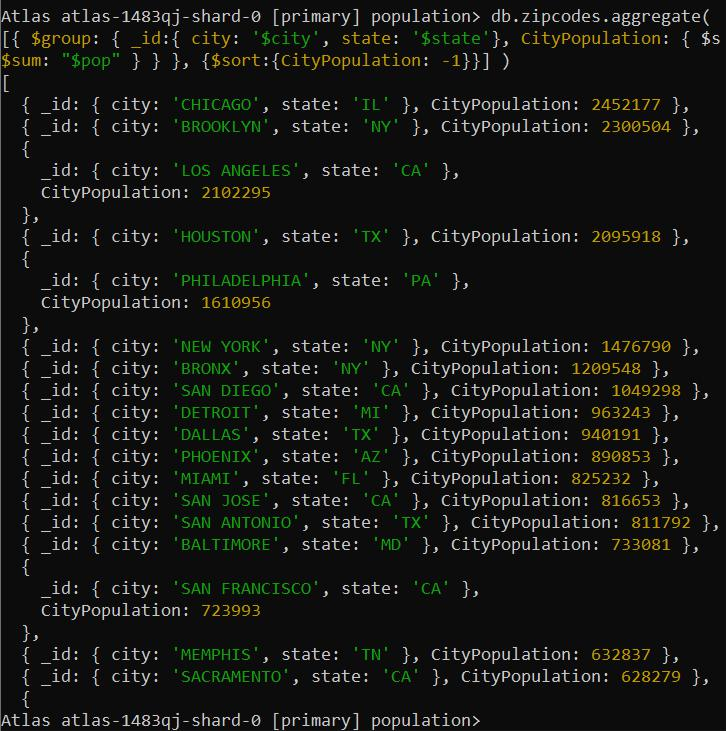 Atlas atlas-1483qj-shard-0 [primary] population> db.zipcodes.aggregate(
[{ $group: { _id:{ city: '$city', state: '$state'}, CityPopulation: { $s
$sum: "$pop" } } }, {$sort:{CityPopulation: -1}}] )
[
  { _id: { city: 'CHICAGO', state: 'IL' }, CityPopulation: 2452177 },
  { _id: { city: 'BROOKLYN', state: 'NY' }, CityPopulation: 2300504 },
  {
    _id: { city: 'LOS ANGELES', state: 'CA' },
    CityPopulation: 2102295
  },
  { _id: { city: 'HOUSTON', state: 'TX' }, CityPopulation: 2095918 },
  {
    _id: { city: 'PHILADELPHIA', state: 'PA' },
    CityPopulation: 1610956
  },
  { _id: { city: 'NEW YORK', state: 'NY' }, CityPopulation: 1476790 },
  { _id: { city: 'BRONX', state: 'NY' }, CityPopulation: 1209548 },
  { _id: { city: 'SAN DIEGO', state: 'CA' }, CityPopulation: 1049298 },
  { _id: { city: 'DETROIT', state: 'MI' }, CityPopulation: 963243 },
  { _id: { city: 'DALLAS', state: 'TX' }, CityPopulation: 940191 },
  { _id: { city: 'PHOENIX', state: 'AZ' }, CityPopulation: 890853 },
  { _id: { city: 'MIAMI', state: 'FL' }, CityPopulation: 825232 },
  { _id: { city: 'SAN JOSE', state: 'CA' }, CityPopulation: 816653 },
  { _id: { city: 'SAN ANTONIO', state: 'TX' }, CityPopulation: 811792 },
  { _id: { city: 'BALTIMORE', state: 'MD' }, CityPopulation: 733081 },
  {
    _id: { city: 'SAN FRANCISCO', state: 'CA' },
    CityPopulation: 723993
  },
  { _id: { city: 'MEMPHIS', state: 'TN' }, CityPopulation: 632837 },
  { _id: { city: 'SACRAMENTO', state: 'CA' }, CityPopulation: 628279 },
  {
Atlas atlas-1483qj-shard-0 [primary] population>